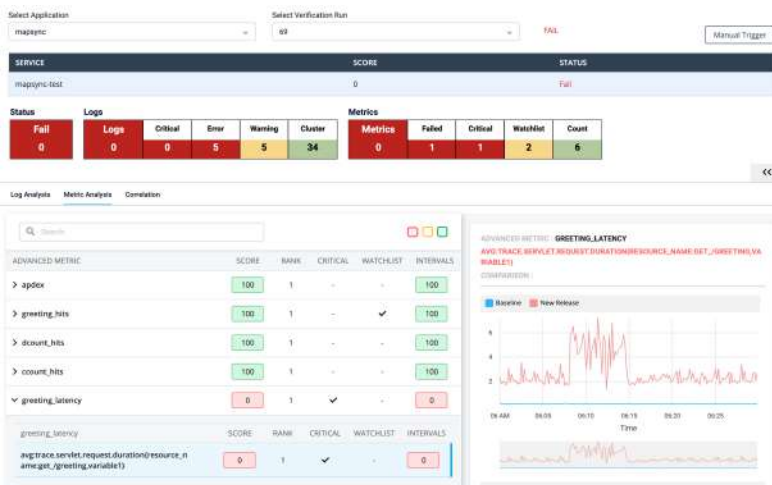 Select Application
Select Verification Run
mapsync
69
FAIL
Manual Trigger
SERVICE SCORE STATUS
mapsync-test 0 Fail
Status Logs Metrics
Fail Logs Critical Error Warning Cluster Metrics Failed Critical Watchlist Count
0 0 0 5 5 34 0 1 1 2 6
Log Analysis Metric Analysis Correlation
Search
ADVANCED METRIC SCORE RANK CRITICAL WATCHLIST INTERVALS
apdex 100 1 - - 100
greeting_hits 100 1 - 100
dcount_hits 100 1 - - 100
ccount_hits 100 1 - - 100
greeting_latency 0 1 - 0
greeting_latency SCORE RANK CRITICAL WATCHLIST INTERVALS
avg:trace.servlet.request.duration(resource_n
ame:get_/greeting,variable1) 0 1 - 0
ADVANCED METRIC : GREETING_LATENCY
AVG:TRACE.SERVLET.REQUEST.DURATION(RESOURCE_NAME:GET_/GREETING,VA
RIABLE1)
COMPARISON :
Baseline New Release
6
4
2
06 AM 06:05 06:10 06:15 06:20 06:25
Time